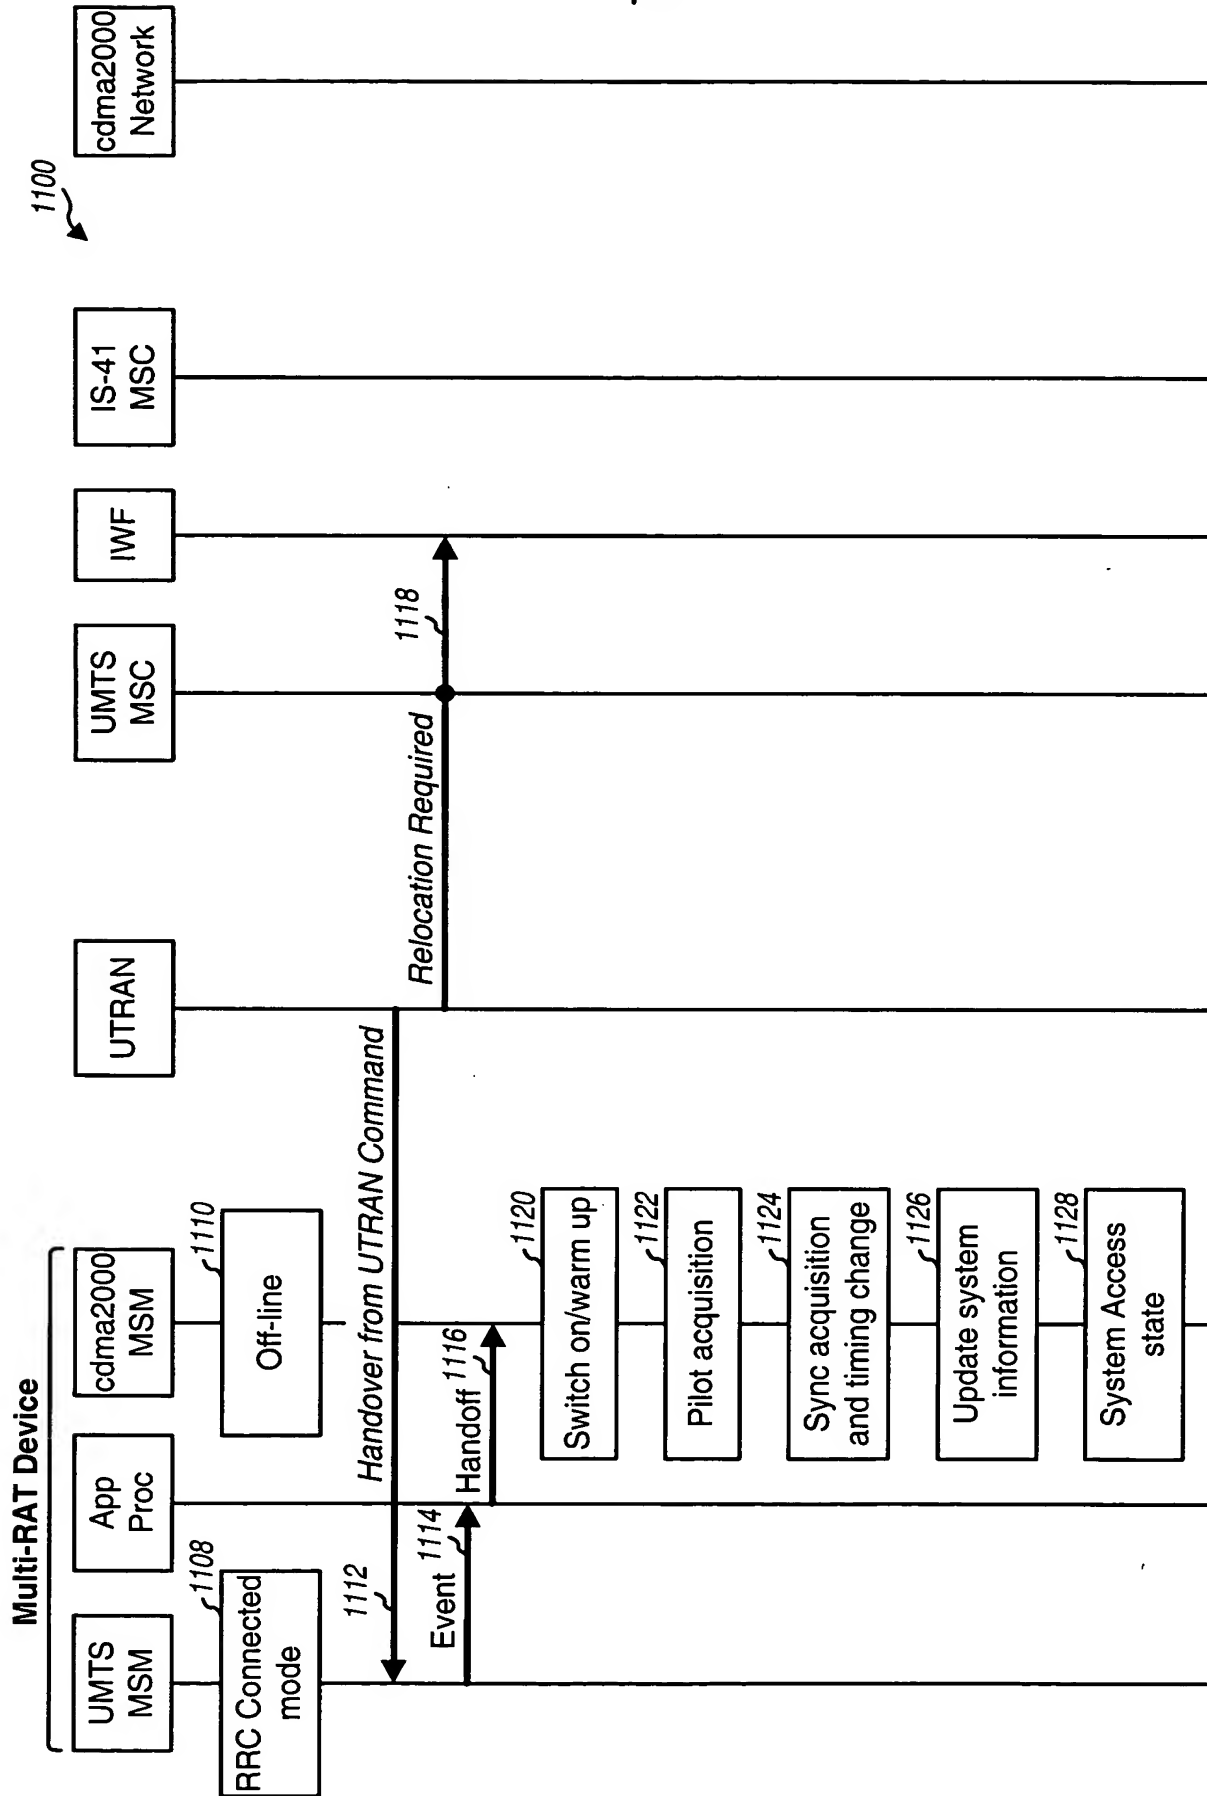 1100
Multi-RAT Device
UMTS
MSM
App
Proc
cdma2000
MSM
UTRAN
UMTS
MSC
IWF
IS-41
MSC
cdma2000
Network
1108
RRC Connected
mode
1110
Off-line
1112
Handover from UTRAN Command
Relocation Required
1118
Event
1114
Handoff
1116
1120
Switch on/warm up
1122
Pilot acquisition
1124
Sync acquisition
and timing change
1126
Update system
information
1128
System Access
state